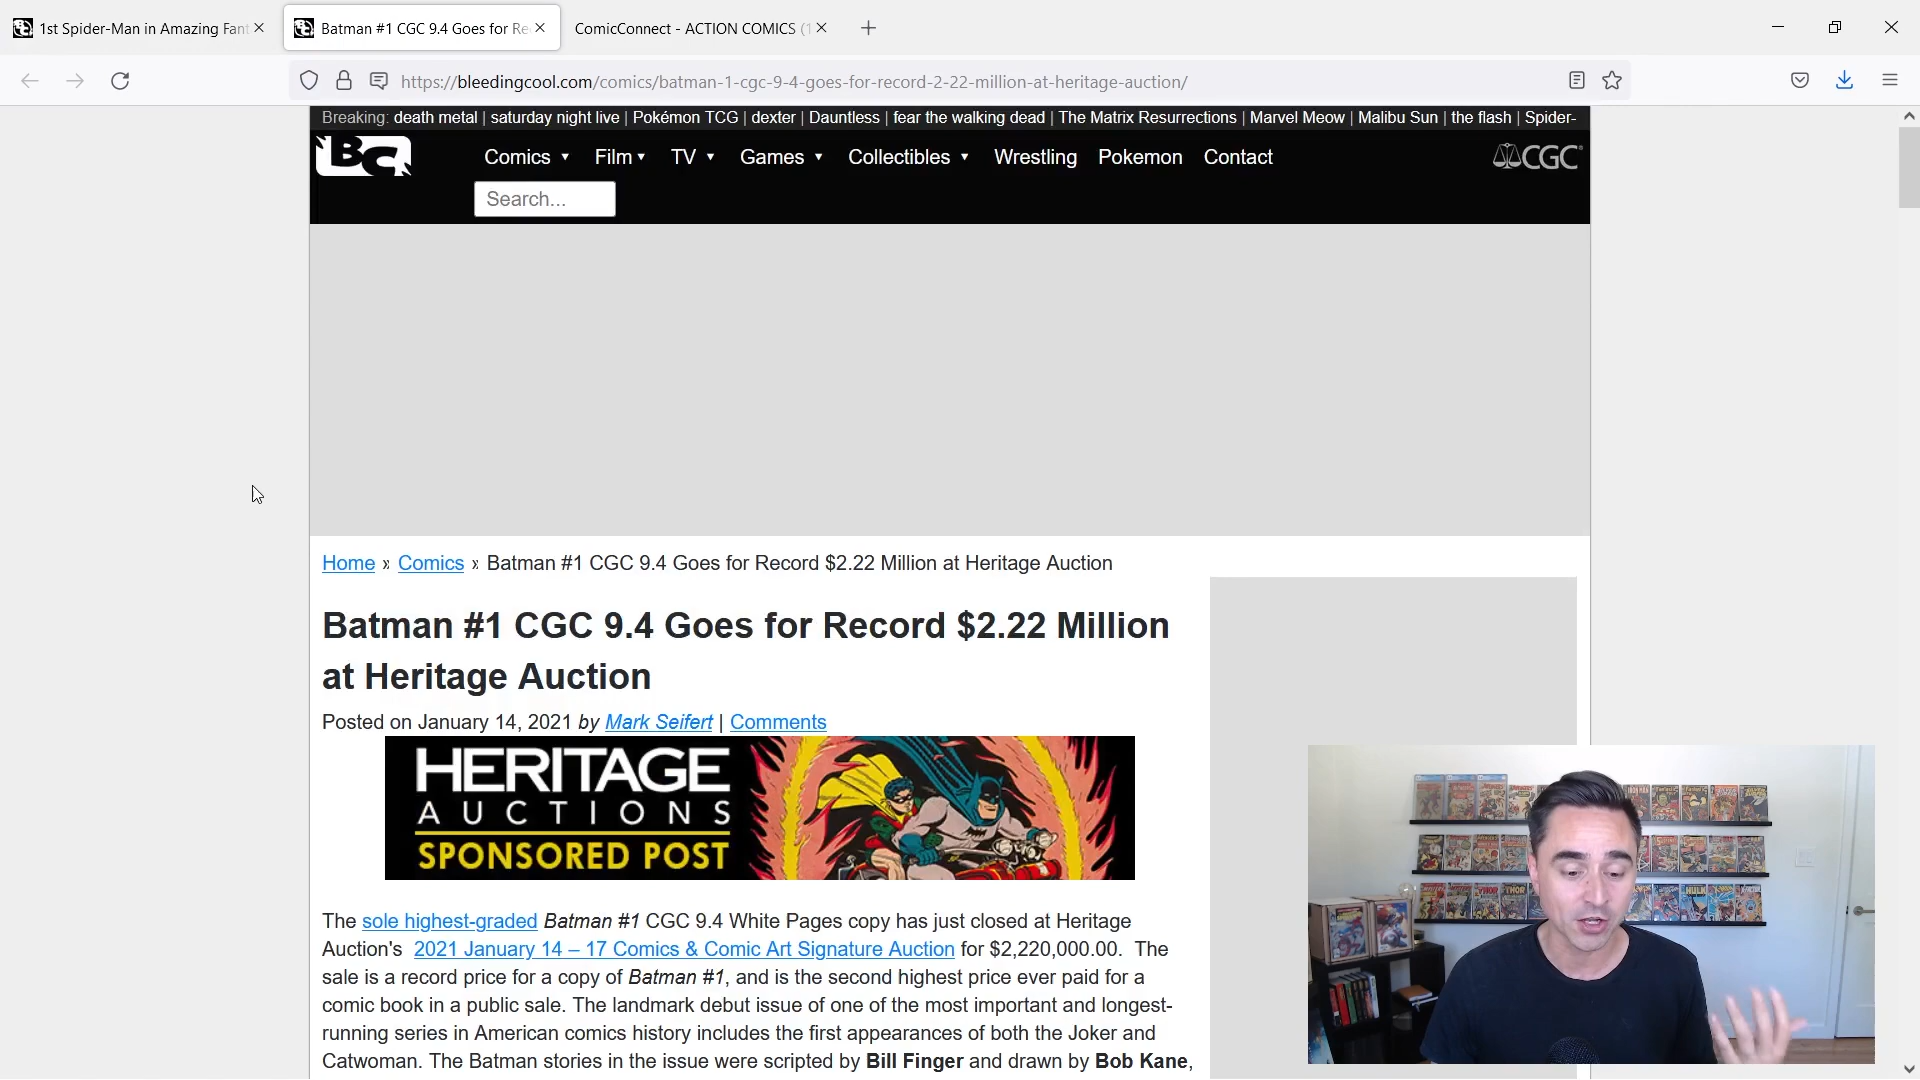 1st Spider-Man in Amazing Fant
Batman #1 CGC 9.4 Goes for Re
ComicConnect - ACTION COMICS (1
https://bleedingcool.com/comics/batman-1-cgc-9-4-goes-for-record-2-22-million-at-heritage-auction/
Breaking: death metal | saturday night live | Pokémon TCG | dexter | Dauntless | fear the walking dead | The Matrix Resurrections | Marvel Meow | Malibu Sun | the flash | Spider-
BC
Comics Film TV Games Collectibles Wrestling Pokemon Contact
CGC
Search...
Home » Comics » Batman #1 CGC 9.4 Goes for Record $2.22 Million at Heritage Auction
Batman #1 CGC 9.4 Goes for Record $2.22 Million
at Heritage Auction
Posted on January 14, 2021 by Mark Seifert | Comments
HERITAGE
AUCTIONS
SPONSORED POST
The sole highest-graded Batman #1 CGC 9.4 White Pages copy has just closed at Heritage
Auction's 2021 January 14 – 17 Comics & Comic Art Signature Auction for $2,220,000.00. The
sale is a record price for a copy of Batman #1, and is the second highest price ever paid for a
comic book in a public sale. The landmark debut issue of one of the most important and longest-
running series in American comics history includes the first appearances of both the Joker and
Catwoman. The Batman stories in the issue were scripted by Bill Finger and drawn by Bob Kane,
THOR
THOR
HULK